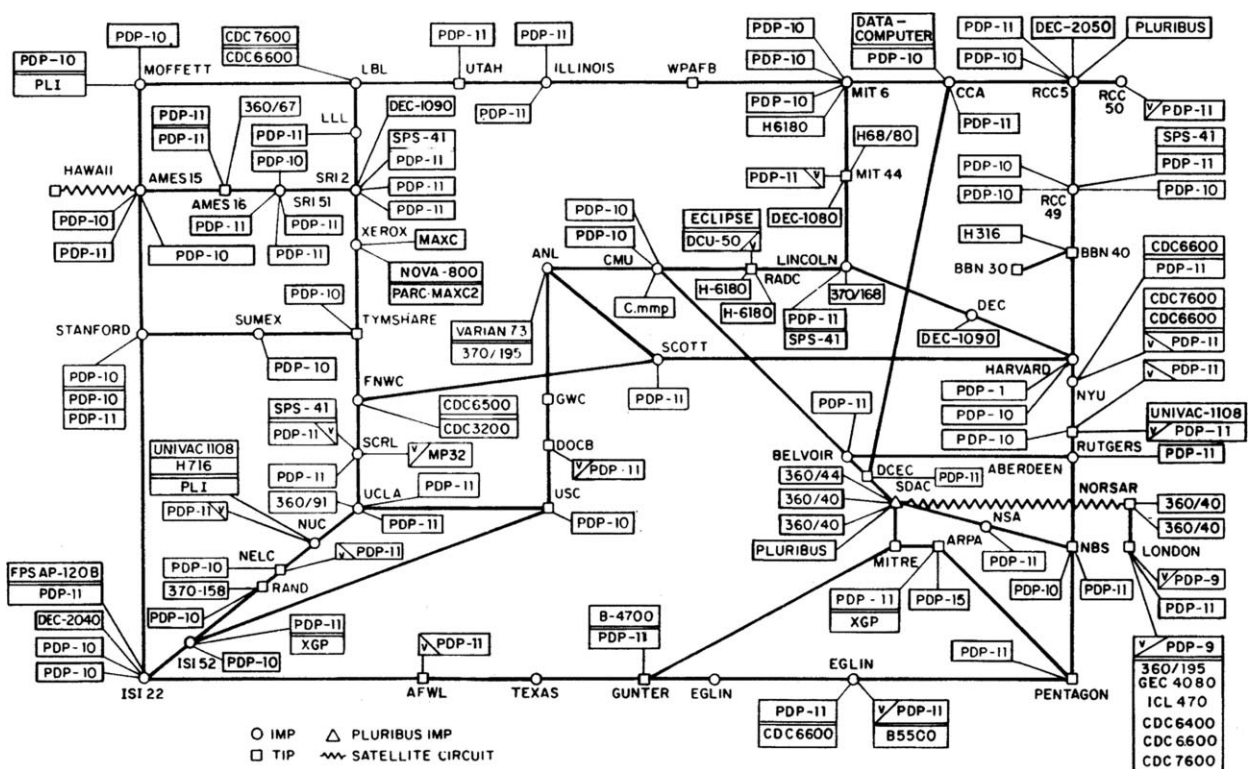 PDP-10
CDC 7600
CDC6600
PDP-11
PDP-11
PDP-10
PDP-10
DATA-
COMPUTER
PDP-10
PDP-11
PDP-10
DEC-2050
PLURIBUS
PDP-10
PLI
MOFFETT
LBL
UTAH
ILLINOIS
WPAFB
MIT 6
CCA
RCC5
RCC
50
PDP-11
PDP-10
H6180
PDP-11
V PDP-11
PDP-11
PDP-11
360/67
LLL
PDP-11
DEC-1090
SPS-41
PDP-11
PDP-11
PDP-11
H68/80
PDP-11 V
MIT 44
DEC-1080
SPS-41
PDP-11
PDP-10
PDP-10
PDP-10
RCC
49
HAWAII
AMES 15
AMES 16
PDP-10
SRI 51
SRI 2
PDP-10
PDP-11
PDP-10
PDP-11
PDP-11
PDP-11
XEROX
MAXC
NOVA-800
PARC-MAXC2
PDP-10
PDP-10
ECLIPSE
DCU-50 V
H316
BBN 40
BBN 30
CDC6600
PDP-11
CDC7600
CDC6600
V PDP-11
V PDP-11
ANL
CMU
RADC
LINCOLN
C.mmp
H-6180
H-6180
370/168
PDP-11
SPS-41
DEC
DEC-1090
STANFORD
SUMEX
PDP-10
TYMSHARE
PDP-10
VARIAN 73
370/195
SCOTT
PDP-11
HARVARD
NYU
PDP-1
PDP-10
PDP-10
PDP-10
PDP-10
PDP-11
FNWC
CDC6500
CDC3200
GWC
PDP-11
UNIVAC-1108
V PDP-11
PDP-11
RUTGERS
SPS-41
PDP-11 V
SCRL
V MP32
PDP-11
DOCB
V PDP-11
BELVOIR
DCEC
PDP-11
ABERDEEN
UNIVAC 1108
H716
PLI
PDP-11 V
360/91
UCLA
PDP-11
PDP-11
USC
PDP-10
360/44
360/40
360/40
PLURIBUS
SDAC
NORSAR
360/40
360/40
NUC
NELC
PDP-10
V PDP-11
NSA
PDP-11
MITRE
ARPA
PDP-11
XGP
PDP-15
NBS
PDP-10
PDP-11
LONDON
V PDP-9
PDP-11
FPS AP-120B
PDP-11
DEC-2040
PDP-10
PDP-10
370-158
RAND
PDP-10
ISI 52
PDP-11
XGP
PDP-10
V PDP-11
B-4700
PDP-11
PDP-11
V PDP-9
360/195
GEC 4080
ICL 470
CDC6400
CDC6600
CDC7600
ISI 22
AFWL
TEXAS
GUNTER
EGLIN
EGLIN
PENTAGON
PDP-11
CDC6600
V PDP-11
B5500
IMP
PLURIBUS IMP
TIP
SATELLITE CIRCUIT